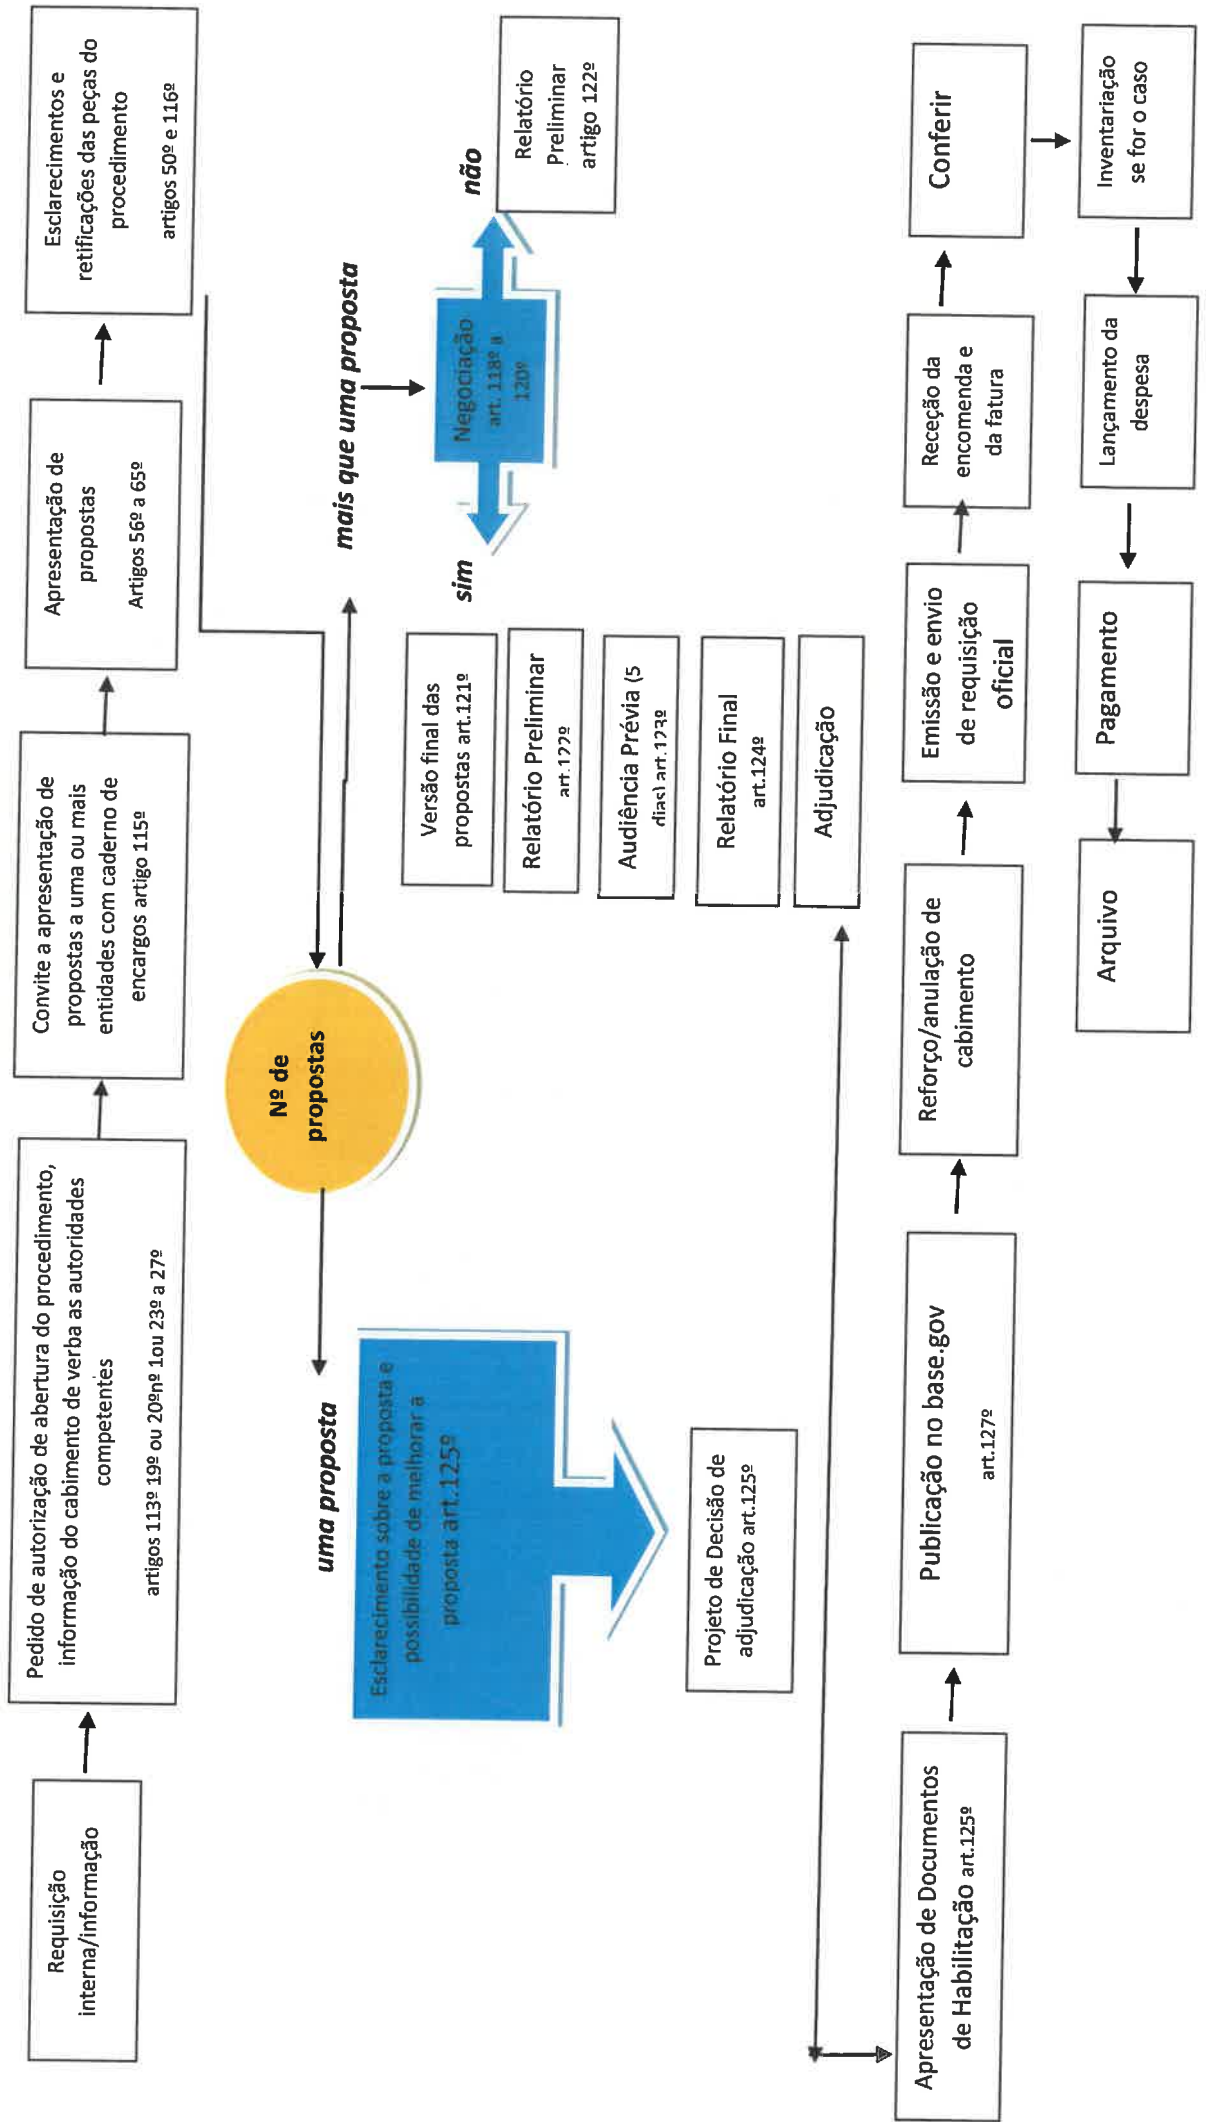 Requisição
interna/informação
Pedido de autorização de abertura do procedimento,
informação do cabimento de verba as autoridades
competentes
artigos 113º 19º ou 20ºnº 1ou 23º a 27º
Convite a apresentação de
propostas a uma ou mais
entidades com caderno de
encargos artigo 115º
Apresentação de
propostas
Artigos 56º a 65º
Esclarecimentos e
retificações das peças do
procedimento
artigos 50º e 116º
Nº de
propostas
uma proposta
Esclarecimento sobre a proposta e
possibilidade de melhorar a
proposta art.125º
Projeto de Decisão de
adjudicação art.125º
mais que uma proposta
Negociação
art. 118º a
120º
sim
não
Relatório
Preliminar
artigo 122º
Versão final das
propostas art.121º
Relatório Preliminar
art.122º
Audiência Prévia (5
dias) art.123º
Relatório Final
art.124º
Adjudicação
Apresentação de Documentos
de Habilitação art.125º
Publicação no base.gov
art.127º
Reforço/anulação de
cabimento
Emissão e envio
de requisição
oficial
Receção da
encomenda e
da fatura
Conferir
Inventariação
se for o caso
Lançamento da
despesa
Pagamento
Arquivo